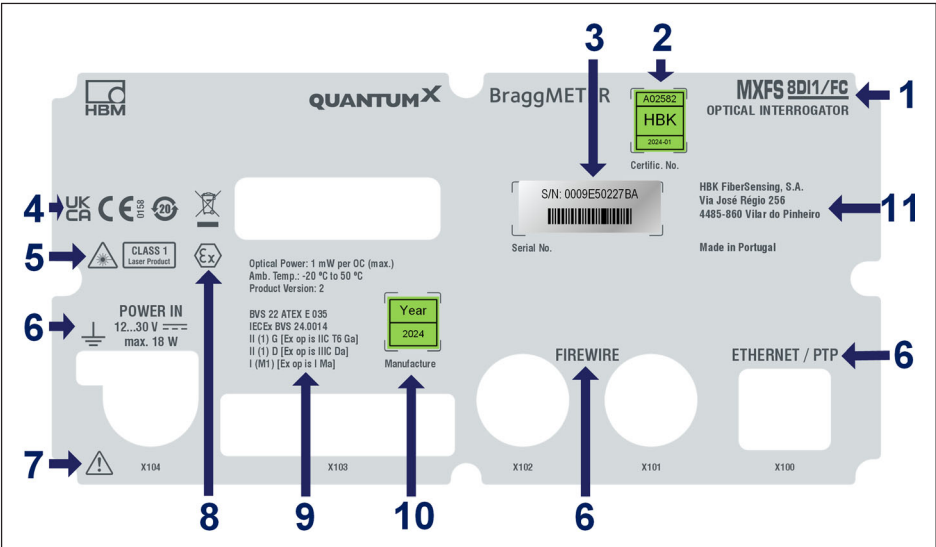 3
2
HBM
QUANTUMX
BraggMETER
A02582
HBK
2024-01
Certific. No.
MXFS 8DI1/FC
OPTICAL INTERROGATOR
1
4
UK
CA
CE
0158
20
S/N: 0009E50227BA
Serial No.
HBK FiberSensing, S.A.
Via José Régio 256
4485-860 Vilar do Pinheiro
Made in Portugal
11
5
CLASS 1
Laser Product
Ex
Optical Power: 1 mW per OC (max.)
Amb. Temp.: -20 ºC to 50 ºC
Product Version: 2
BVS 22 ATEX E 035
IECEx BVS 24.0014
II (1) G [Ex op is IIC T6 Ga]
II (1) D [Ex op is IIIC Da]
I (M1) [Ex op is I Ma]
Year
2024
Manufacture
6
POWER IN
12...30 V
max. 18 W
FIREWIRE
ETHERNET / PTP
6
7
X104
X103
X102
X101
X100
8
9
10
6